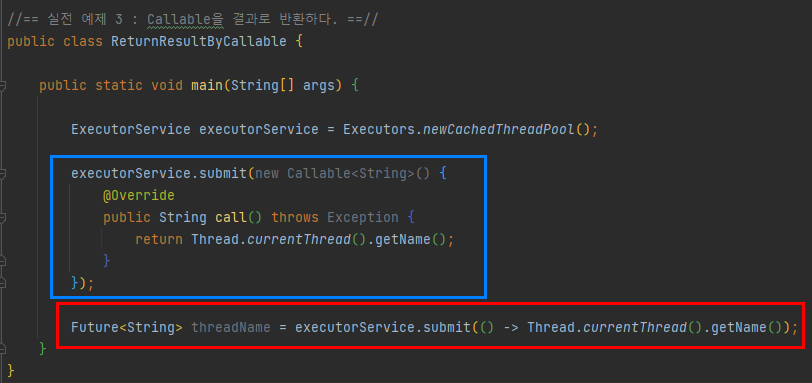 //== 실전 예제 3 : Callable을 결과로 반환하다. ==//
public class ReturnResultByCallable {
public static void main(String[] args) {
ExecutorService executorService = Executors.newCachedThreadPool();
executorService.submit(new Callable<String>() {
@Override
public String call() throws Exception {
return Thread.currentThread().getName();
}
});
Future<String> threadName = executorService.submit(() -> Thread.currentThread().getName());
}
}